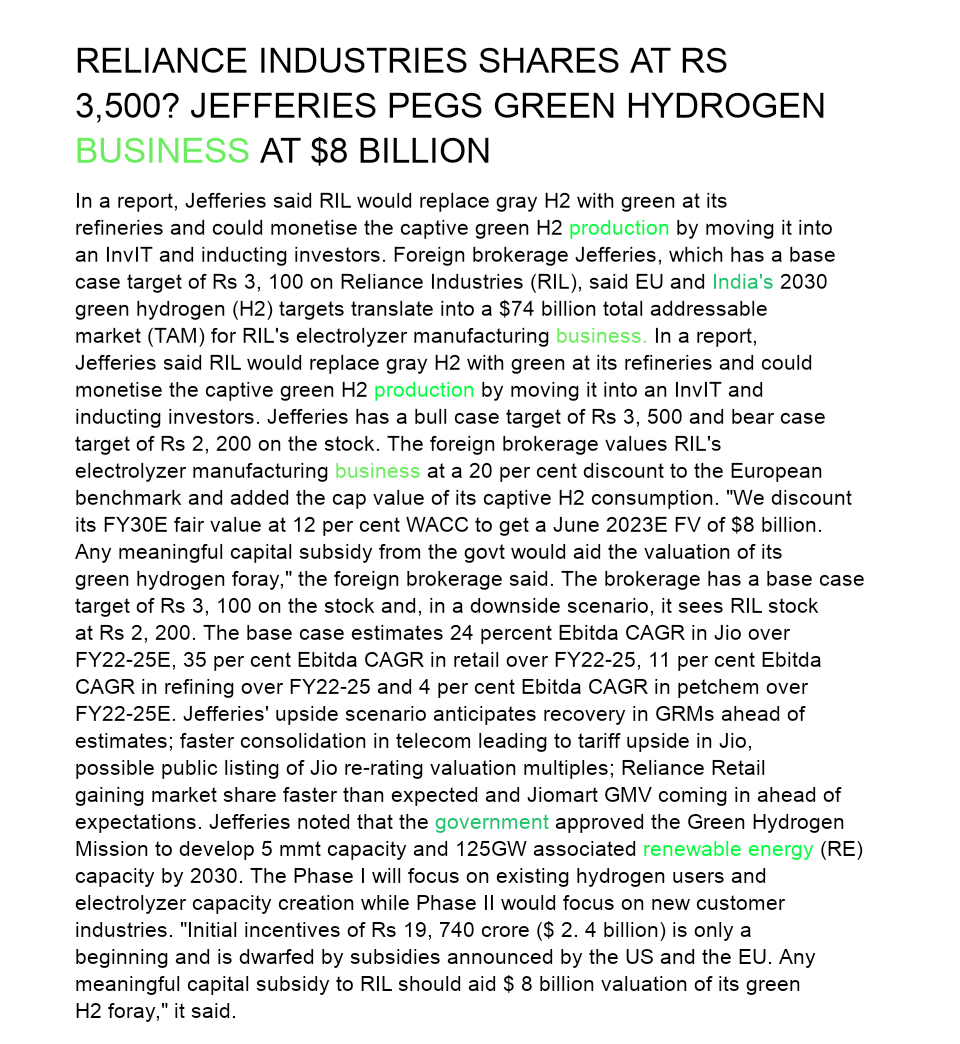 RELIANCE INDUSTRIES SHARES AT RS
3,500? JEFFERIES PEGS GREEN HYDROGEN
BUSINESS AT $8 BILLION
In a report, Jefferies said RIL would replace gray H2 with green at its
refineries and could monetise the captive green H2 production by moving it into
an InvIT and inducting investors. Foreign brokerage Jefferies, which has a base
case target of Rs 3, 100 on Reliance Industries (RIL), said EU and India's 2030
green hydrogen (H2) targets translate into a $74 billion total addressable
market (TAM) for RIL's electrolyzer manufacturing business. In a report,
Jefferies said RIL would replace gray H2 with green at its refineries and could
monetise the captive green H2 production by moving it into an InvIT and
inducting investors. Jefferies has a bull case target of Rs 3, 500 and bear case
target of Rs 2, 200 on the stock. The foreign brokerage values RIL's
electrolyzer manufacturing business at a 20 per cent discount to the European
benchmark and added the cap value of its captive H2 consumption. "We discount
its FY30E fair value at 12 per cent WACC to get a June 2023E FV of $8 billion.
Any meaningful capital subsidy from the govt would aid the valuation of its
green hydrogen foray," the foreign brokerage said. The brokerage has a base case
target of Rs 3, 100 on the stock and, in a downside scenario, it sees RIL stock
at Rs 2, 200. The base case estimates 24 percent Ebitda CAGR in Jio over
FY22-25E, 35 per cent Ebitda CAGR in retail over FY22-25, 11 per cent Ebitda
CAGR in refining over FY22-25 and 4 per cent Ebitda CAGR in petchem over
FY22-25E. Jefferies' upside scenario anticipates recovery in GRMs ahead of
estimates; faster consolidation in telecom leading to tariff upside in Jio,
possible public listing of Jio re-rating valuation multiples; Reliance Retail
gaining market share faster than expected and Jiomart GMV coming in ahead of
expectations. Jefferies noted that the government approved the Green Hydrogen
Mission to develop 5 mmt capacity and 125GW associated renewable energy (RE)
capacity by 2030. The Phase I will focus on existing hydrogen users and
electrolyzer capacity creation while Phase II would focus on new customer
industries. "Initial incentives of Rs 19, 740 crore ($ 2. 4 billion) is only a
beginning and is dwarfed by subsidies announced by the US and the EU. Any
meaningful capital subsidy to RIL should aid $ 8 billion valuation of its green
H2 foray," it said.